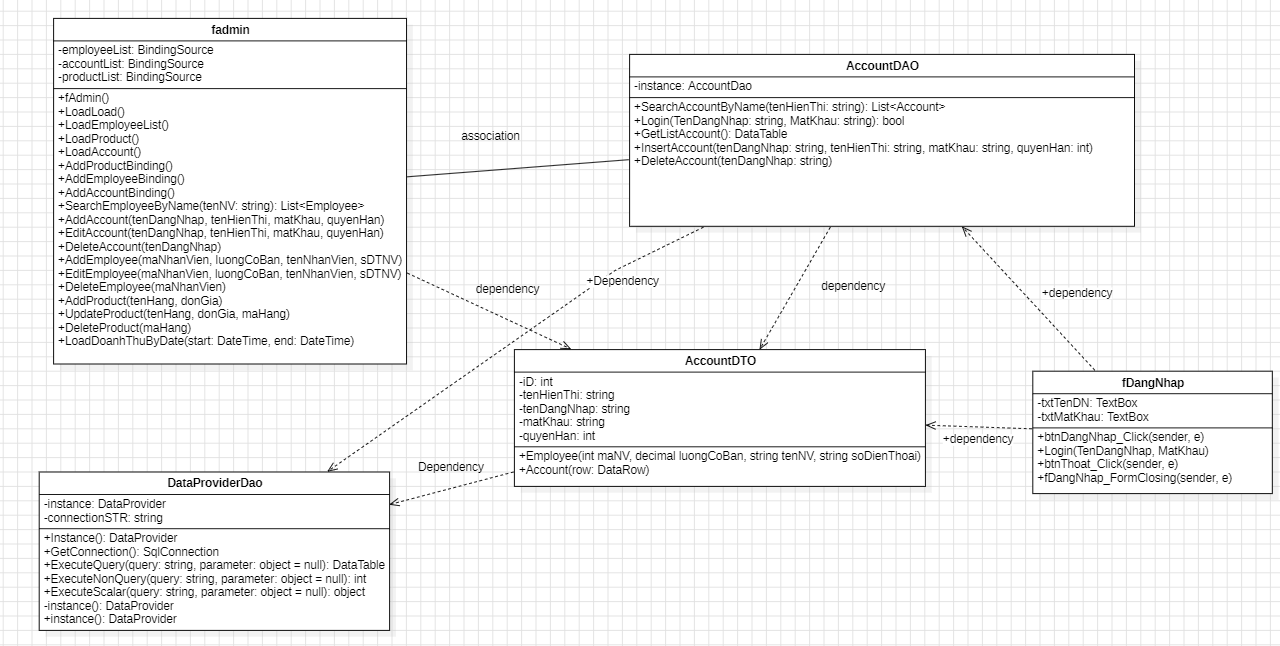 fadmin
-employeeList: BindingSource
-accountList: BindingSource
-productList: BindingSource
+fAdmin()
+LoadLoad()
+LoadEmployeeList()
+LoadProduct()
+LoadAccount()
+AddProductBinding()
+AddEmployeeBinding()
+AddAccountBinding()
+SearchEmployeeByName(tenNV: string): List<Employee>
+AddAccount(tenDangNhap, tenHienThi, matKhau, quyenHan)
+EditAccount(tenDangNhap, tenHienThi, matKhau, quyenHan)
+DeleteAccount(tenDangNhap)
+AddEmployee(maNhanVien, luongCoBan, tenNhanVien, sDTNV)
+EditEmployee(maNhanVien, luongCoBan, tenNhanVien, sDTNV)
+DeleteEmployee(maNhanVien)
+AddProduct(tenHang, donGia)
+UpdateProduct(tenHang, donGia, maHang)
+DeleteProduct(maHang)
+LoadDoanhThuByDate(start: DateTime, end: DateTime)
association
AccountDAO
-instance: AccountDao
+SearchAccountByName(tenHienThi: string): List<Account>
+Login(TenDangNhap: string, MatKhau: string): bool
+GetListAccount(): DataTable
+InsertAccount(tenDangNhap: string, tenHienThi: string, matKhau: string, quyenHan: int)
+DeleteAccount(tenDangNhap: string)
dependency
+Dependency
dependency
+dependency
AccountDTO
-iD: int
-tenHienThi: string
-tenDangNhap: string
-matKhau: string
-quyenHan: int
+Employee(int maNV, decimal luongCoBan, string tenNV, string soDienThoai)
+Account(row: DataRow)
+dependency
fDangNhap
-txtTenDN: TextBox
-txtMatKhau: TextBox
+btnDangNhap_Click(sender, e)
+Login(TenDangNhap, MatKhau)
+btnThoat_Click(sender, e)
+fDangNhap_FormClosing(sender, e)
Dependency
DataProviderDao
-instance: DataProvider
-connectionSTR: string
+Instance(): DataProvider
+GetConnection(): SqlConnection
+ExecuteQuery(query: string, parameter: object = null): DataTable
+ExecuteNonQuery(query: string, parameter: object = null): int
+ExecuteScalar(query: string, parameter: object = null): object
-instance(): DataProvider
+instance(): DataProvider